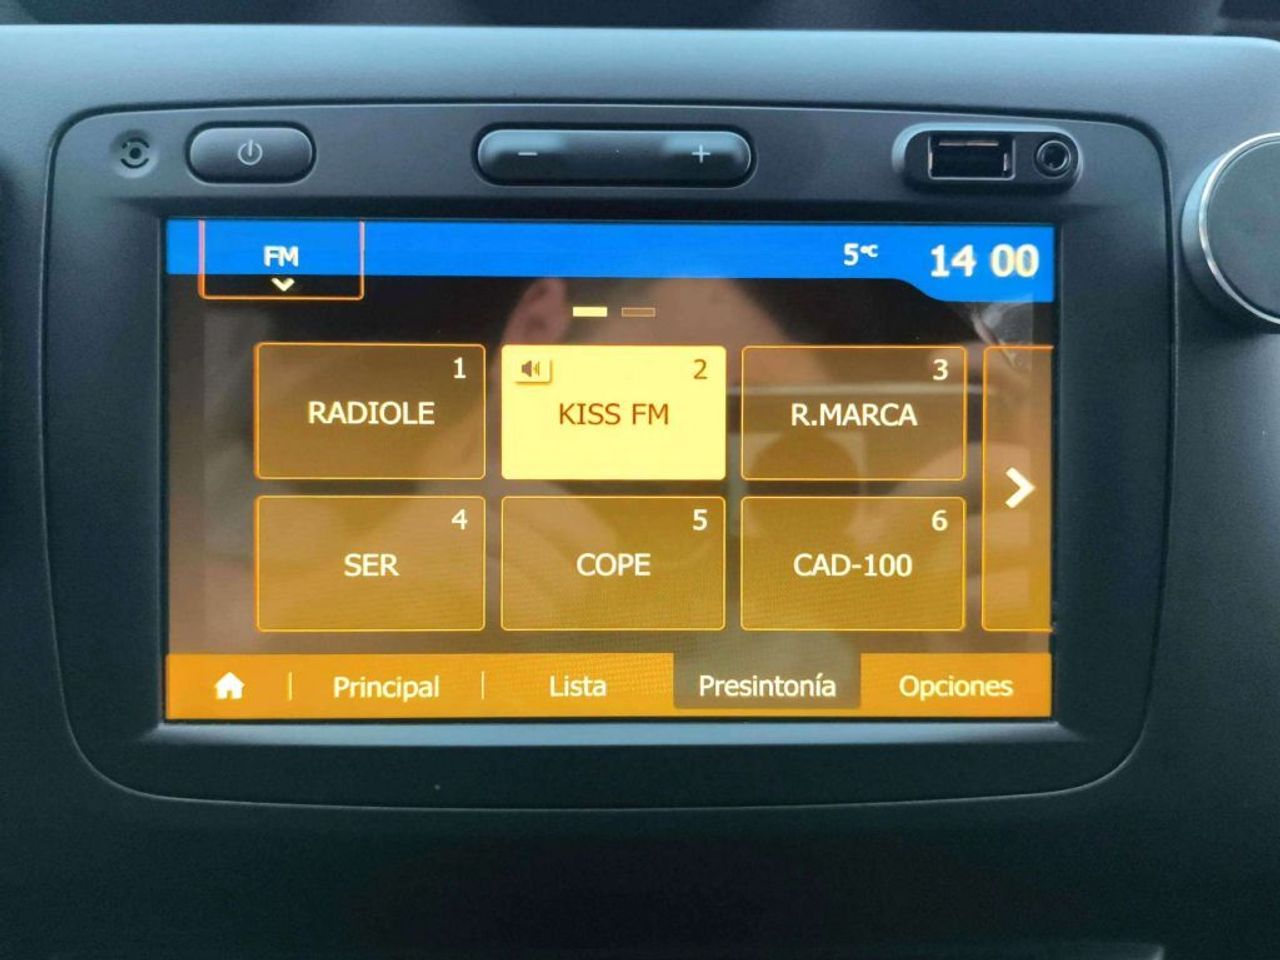 FM
5°C
14 00
1
RADIOLE
2
KISS FM
3
R.MARCA
4
SER
5
COPE
6
CAD-100
Principal
Lista
Presintonía
Opciones